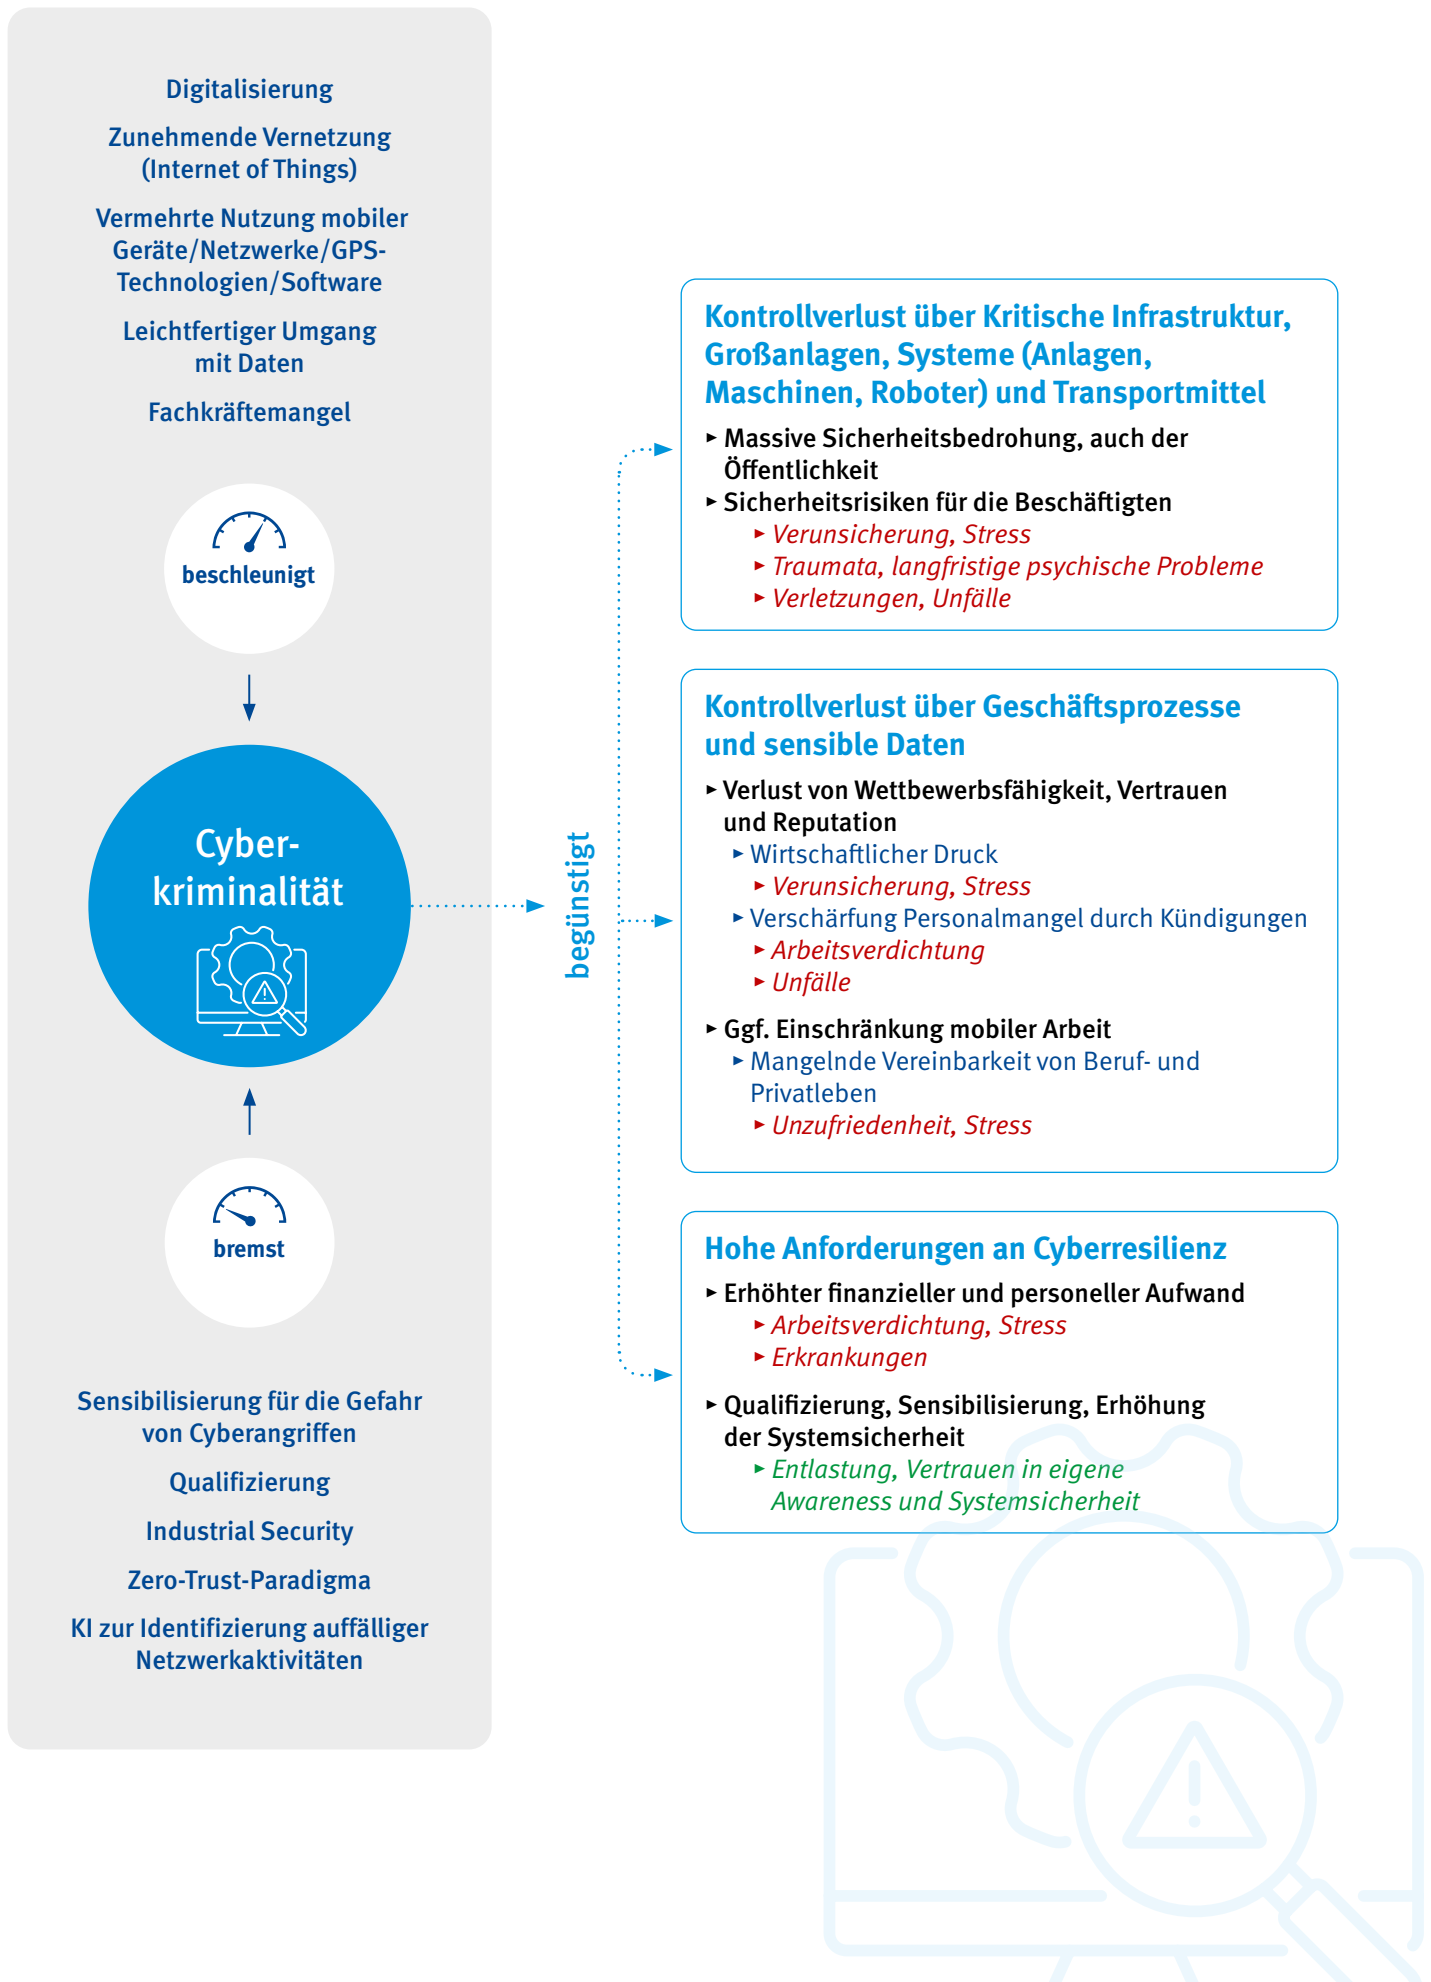 Digitalisierung
Zunehmende Vernetzung
(Internet of Things)
Vermehrte Nutzung mobiler
Geräte/Netzwerke/GPS-
Technologien/Software
Leichtfertiger Umgang
mit Daten
Fachkräftemangel
beschleunigt
Cyber-
kriminalität
bremst
Sensibilisierung für die Gefahr
von Cyberangriffen
Qualifizierung
Industrial Security
Zero-Trust-Paradigma
KI zur Identifizierung auffälliger
Netzwerkaktivitäten
begünstigt
Kontrollverlust über Kritische Infrastruktur,
Großanlagen, Systeme (Anlagen,
Maschinen, Roboter) und Transportmittel
▸ Massive Sicherheitsbedrohung, auch der
Öffentlichkeit
▸ Sicherheitsrisiken für die Beschäftigten
▸ Verunsicherung, Stress
▸ Traumata, langfristige psychische Probleme
▸ Verletzungen, Unfälle
Kontrollverlust über Geschäftsprozesse
und sensible Daten
▸ Verlust von Wettbewerbsfähigkeit, Vertrauen
und Reputation
▸ Wirtschaftlicher Druck
▸ Verunsicherung, Stress
▸ Verschärfung Personalmangel durch Kündigungen
▸ Arbeitsverdichtung
▸ Unfälle
▸ Ggf. Einschränkung mobiler Arbeit
▸ Mangelnde Vereinbarkeit von Beruf- und
Privatleben
▸ Unzufriedenheit, Stress
Hohe Anforderungen an Cyberresilienz
▸ Erhöhter finanzieller und personeller Aufwand
▸ Arbeitsverdichtung, Stress
▸ Erkrankungen
▸ Qualifizierung, Sensibilisierung, Erhöhung
der Systemsicherheit
▸ Entlastung, Vertrauen in eigene
Awareness und Systemsicherheit